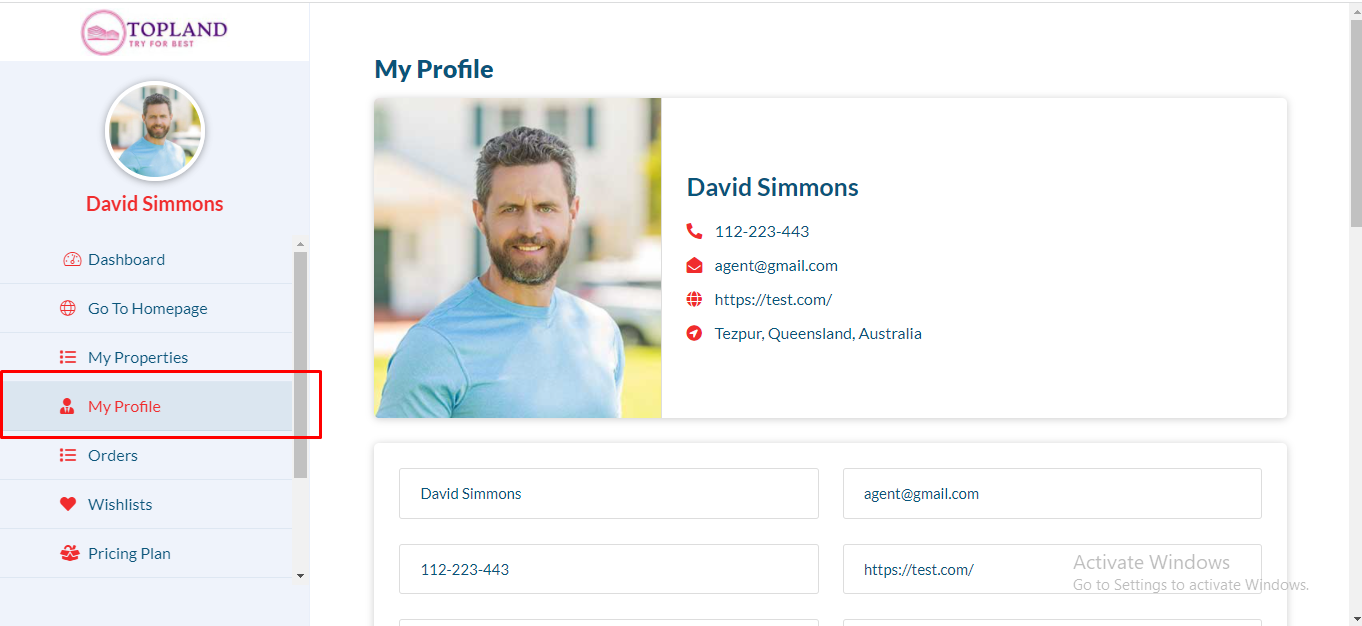 TOPLAND
TRY FOR BEST
David Simmons
Dashboard
Go To Homepage
My Properties
My Profile
Orders
Wishlists
Pricing Plan
My Profile
David Simmons
112-223-443
agent@gmail.com
https://test.com/
Tezpur, Queensland, Australia
David Simmons
agent@gmail.com
112-223-443
https://test.com/
Activate Windows
Go to Settings to activate Windows.